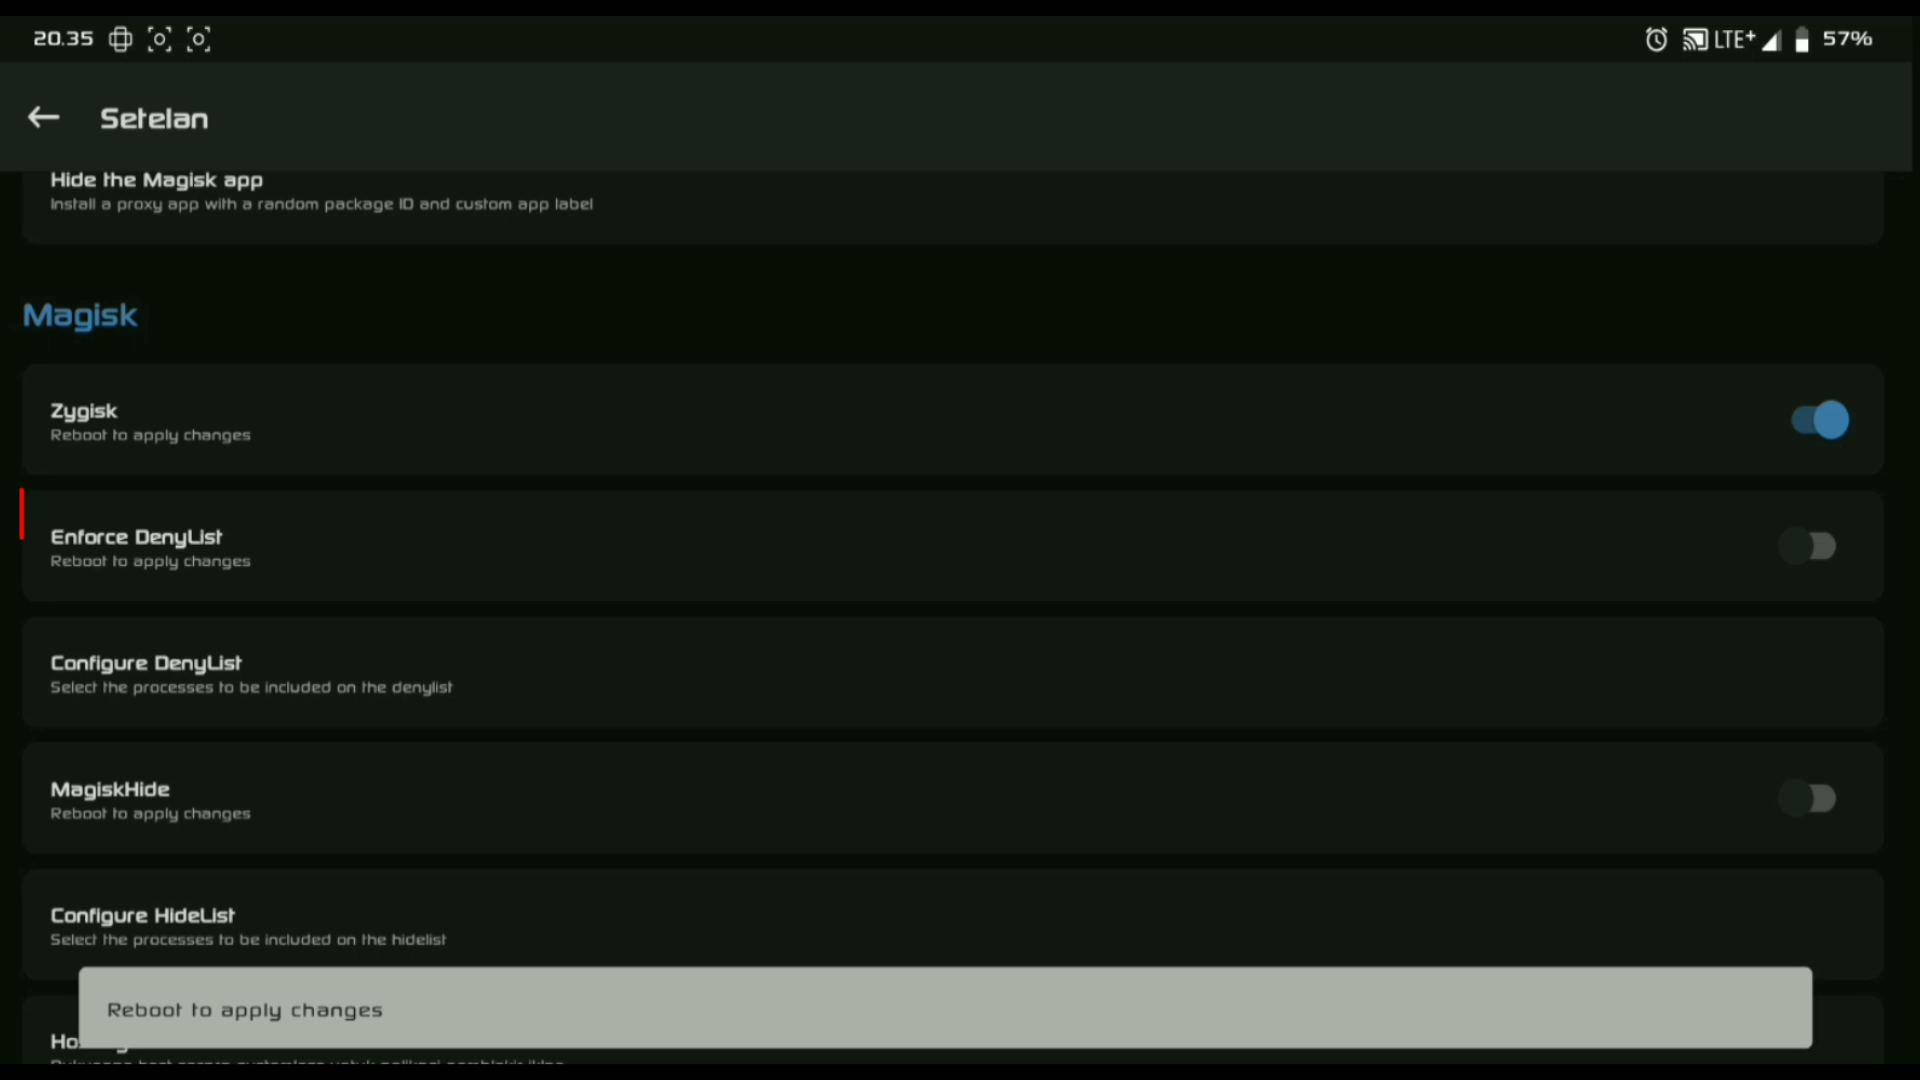 20.35 LTE+ 57%
Setelan
Hide the Magisk app
Install a proxy app with a random package ID and custom app label
Magisk
Zygisk
Reboot to apply changes
Enforce DenyList
Reboot to apply changes
Configure DenyList
Select the processes to be included on the denylist
MagiskHide
Reboot to apply changes
Configure HideList
Select the processes to be included on the hidelist
Reboot to apply changes